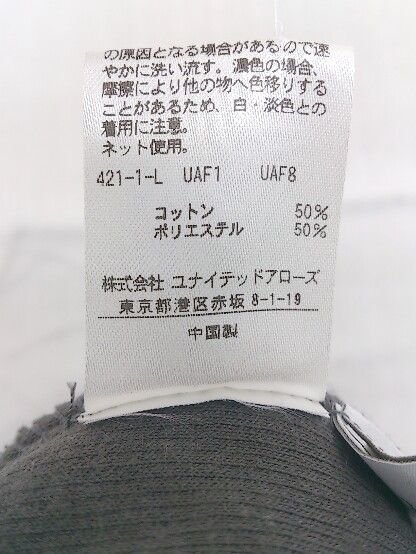 の原因となる場合があるので速
やかに洗い流す。濃色の場合、
摩擦により他の物へ色移りする
ことがあるため、白・淡色との
着用に注意。
ネット使用。
421-1-L UAF1 UAF8
コットン 50%
ポリエステル 50%
株式会社 ユナイテッドアローズ
東京都港区赤坂 8-1-19
中国製